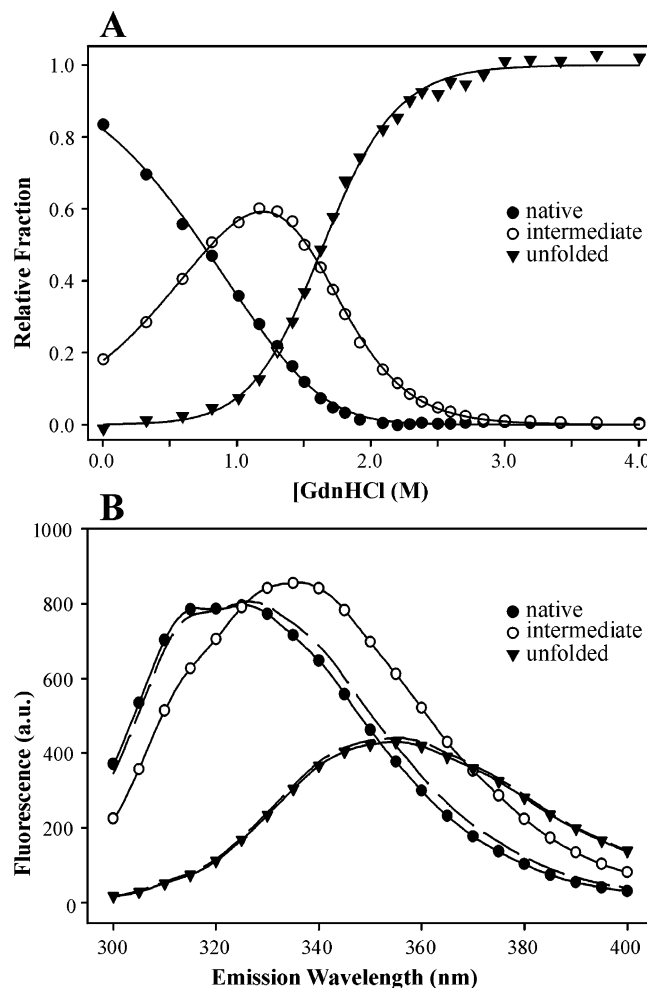 A
1.0
0.8
0.6
0.4
0.2
0.0
Relative Fraction
native
intermediate
unfolded
0.0
1.0
2.0
3.0
4.0
[GdnHCl (M)
B
1000
800
600
400
200
0
Fluorescence (a.u.)
native
intermediate
unfolded
300
320
340
360
380
400
Emission Wavelength (nm)